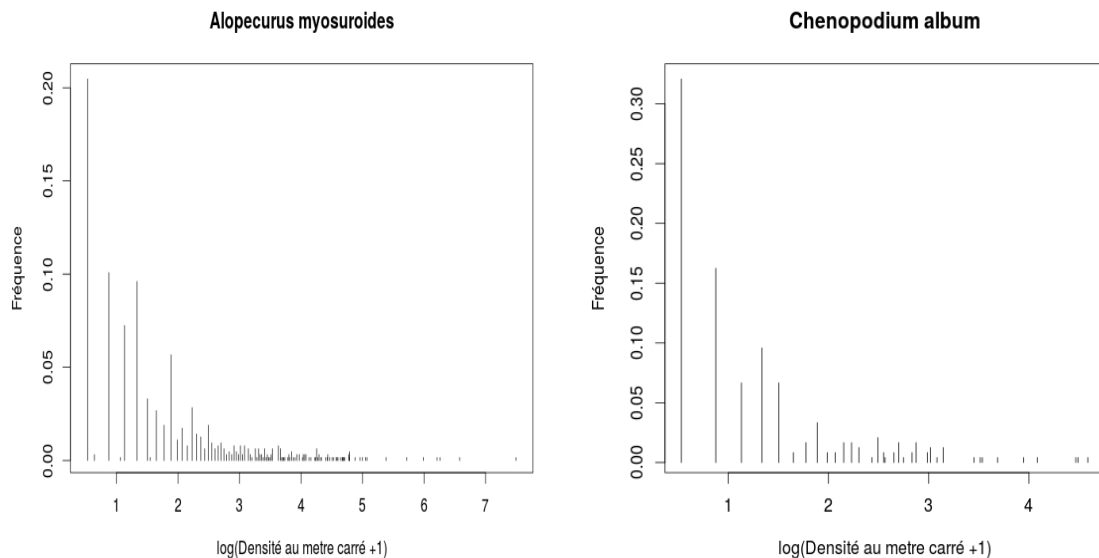 Alopecurus myosuroides
Fréquence
0.20
0.15
0.10
0.05
0.00
1 2 3 4 5 6 7
log(Densité au metre carré +1)
Chenopodium album
Fréquence
0.30
0.25
0.20
0.15
0.10
0.05
0.00
1 2 3 4
log(Densité au metre carré +1)